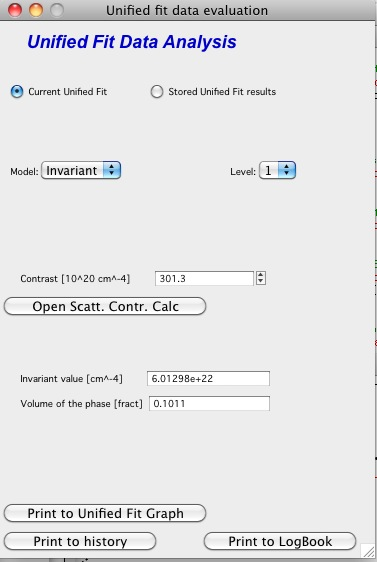 Unified fit data evaluation
Unified Fit Data Analysis
Current Unified Fit Stored Unified Fit results
Model: Invariant Level: 1
Contrast [10^20 cm^-4] 301.3
Open Scatt. Contr. Calc
Invariant value [cm^-4] 6.01298e+22
Volume of the phase [fract] 0.1011
Print to Unified Fit Graph
Print to history Print to LogBook